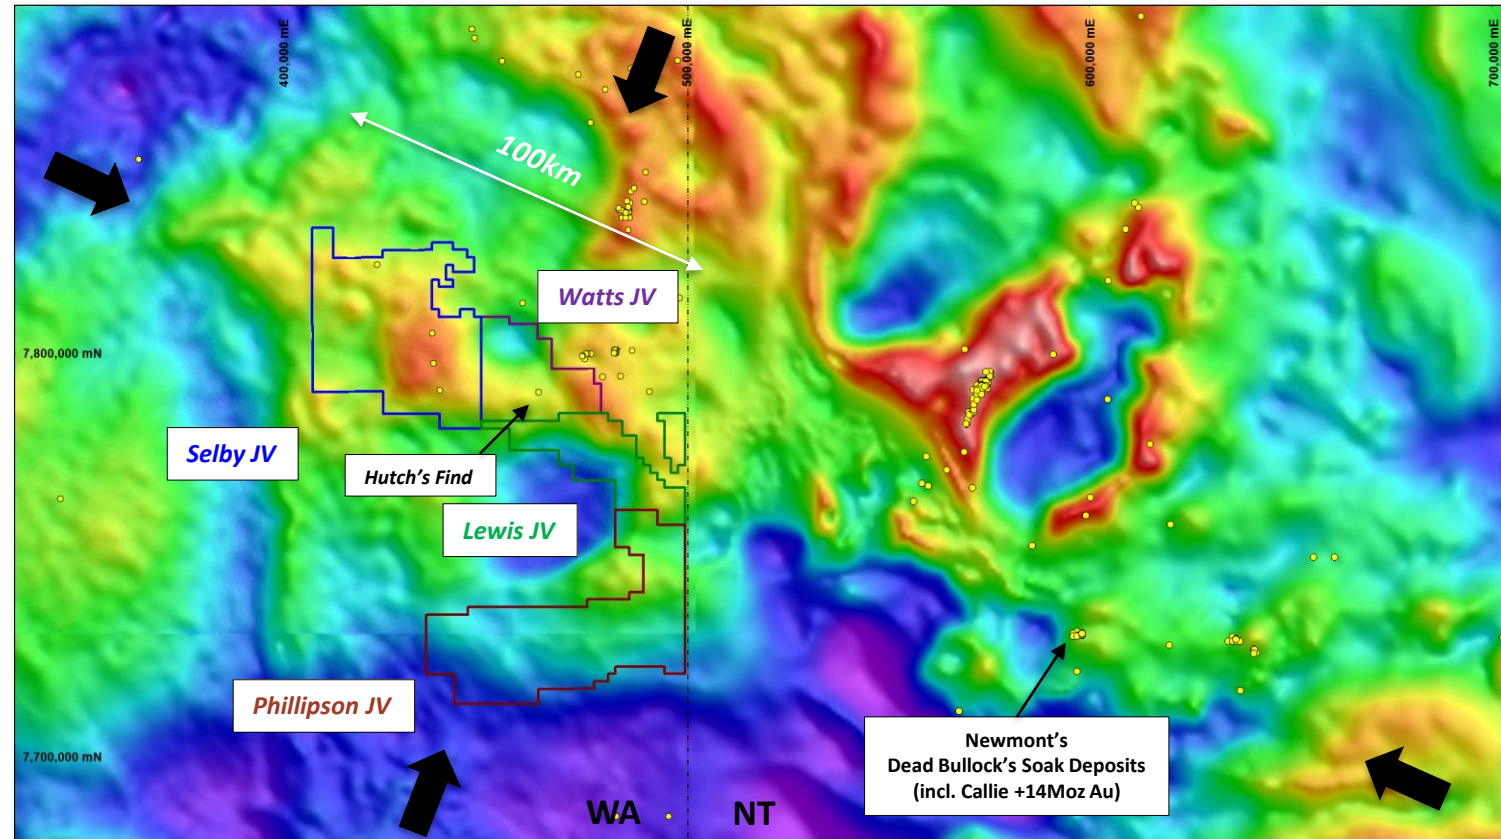 400,000 mE
500,000 mE
600,000 mE
700,000 mE
100km
Watts JV
7,800,000 mN
Selby JV
Hutch's Find
Lewis JV
Phillipson JV
Newmont's
Dead Bullock's Soak Deposits
(incl. Callie +14Moz Au)
7,700,000 mN
WA
NT